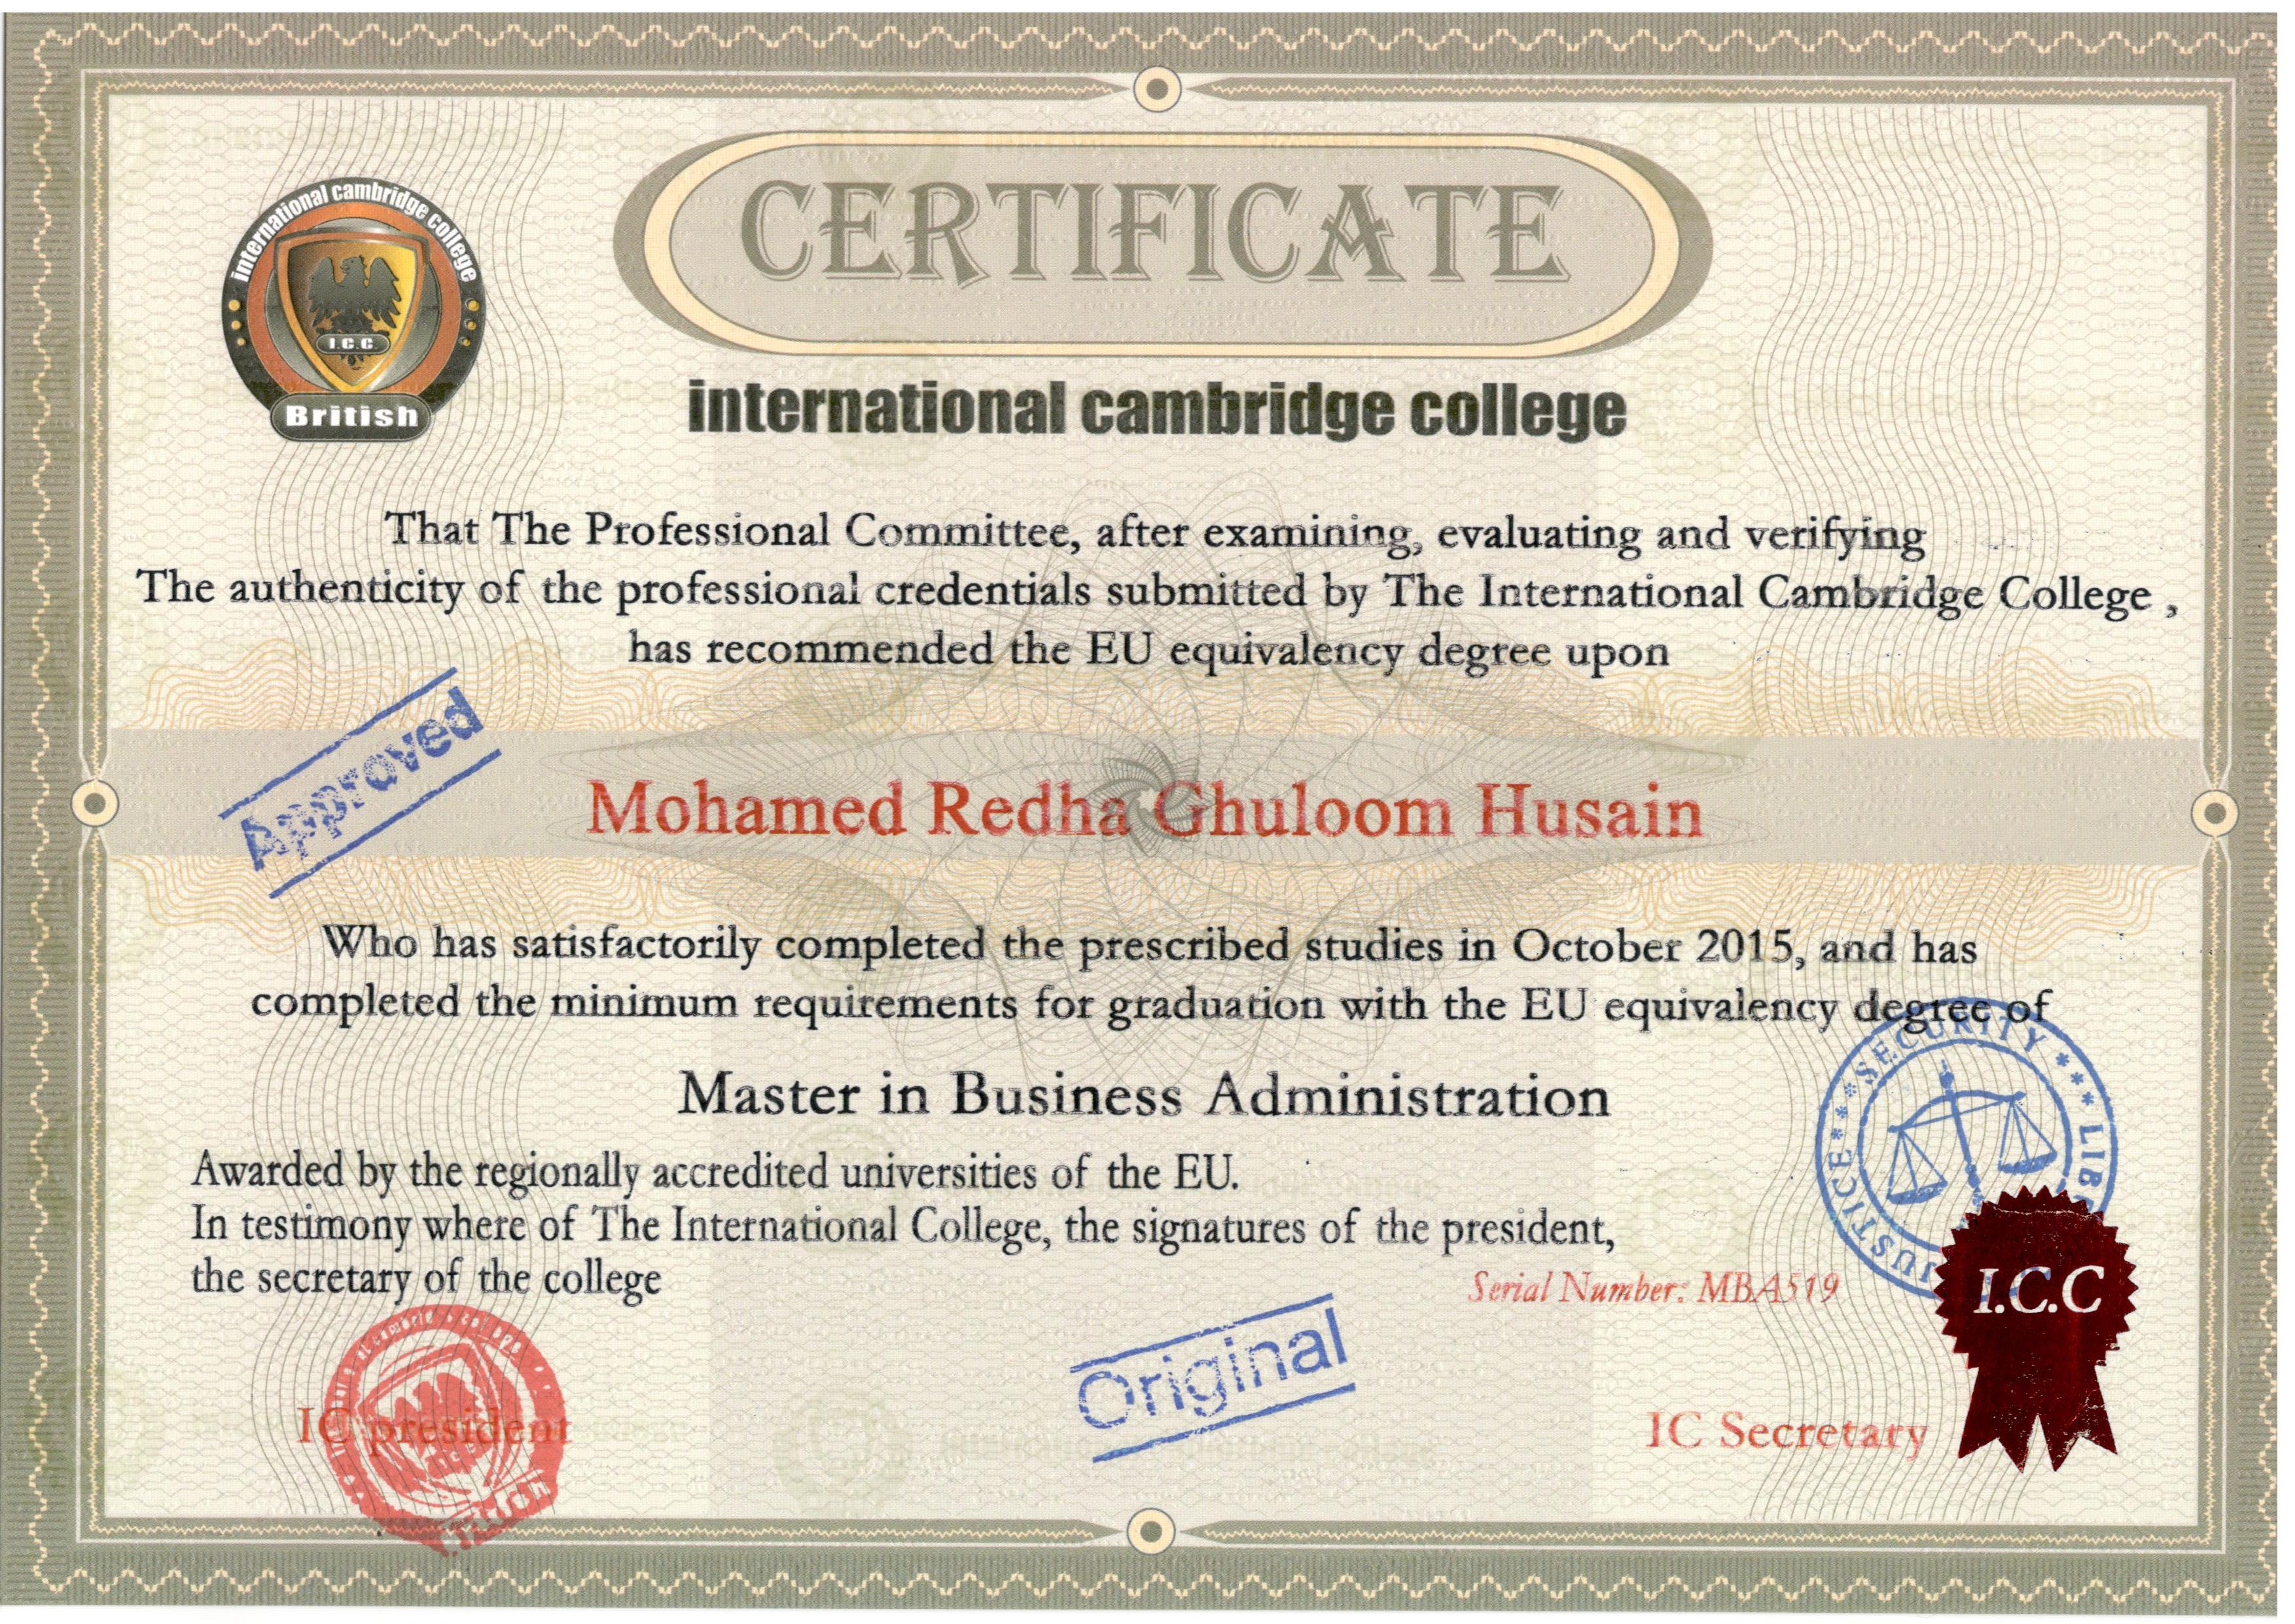 CERTIFICATE
international cambridge college
I.C.C.
British
international cambridge college
That The Professional Committee, after examining, evaluating and verifying
The authenticity of the professional credentials submitted by The International Cambridge College ,
has recommended the EU equivalency degree upon
Approved
Mohamed Redha Ghuloom Husain
Who has satisfactorily completed the prescribed studies in October 2015, and has
completed the minimum requirements for graduation with the EU equivalency degree of
Master in Business Administration
Awarded by the regionally accredited universities of the EU.
In testimony where of The International College, the signatures of the president,
the secretary of the college
SECURITY
JUSTICE
Serial Number: MBA519
I.C.C
Original
IC president
IC Secretary